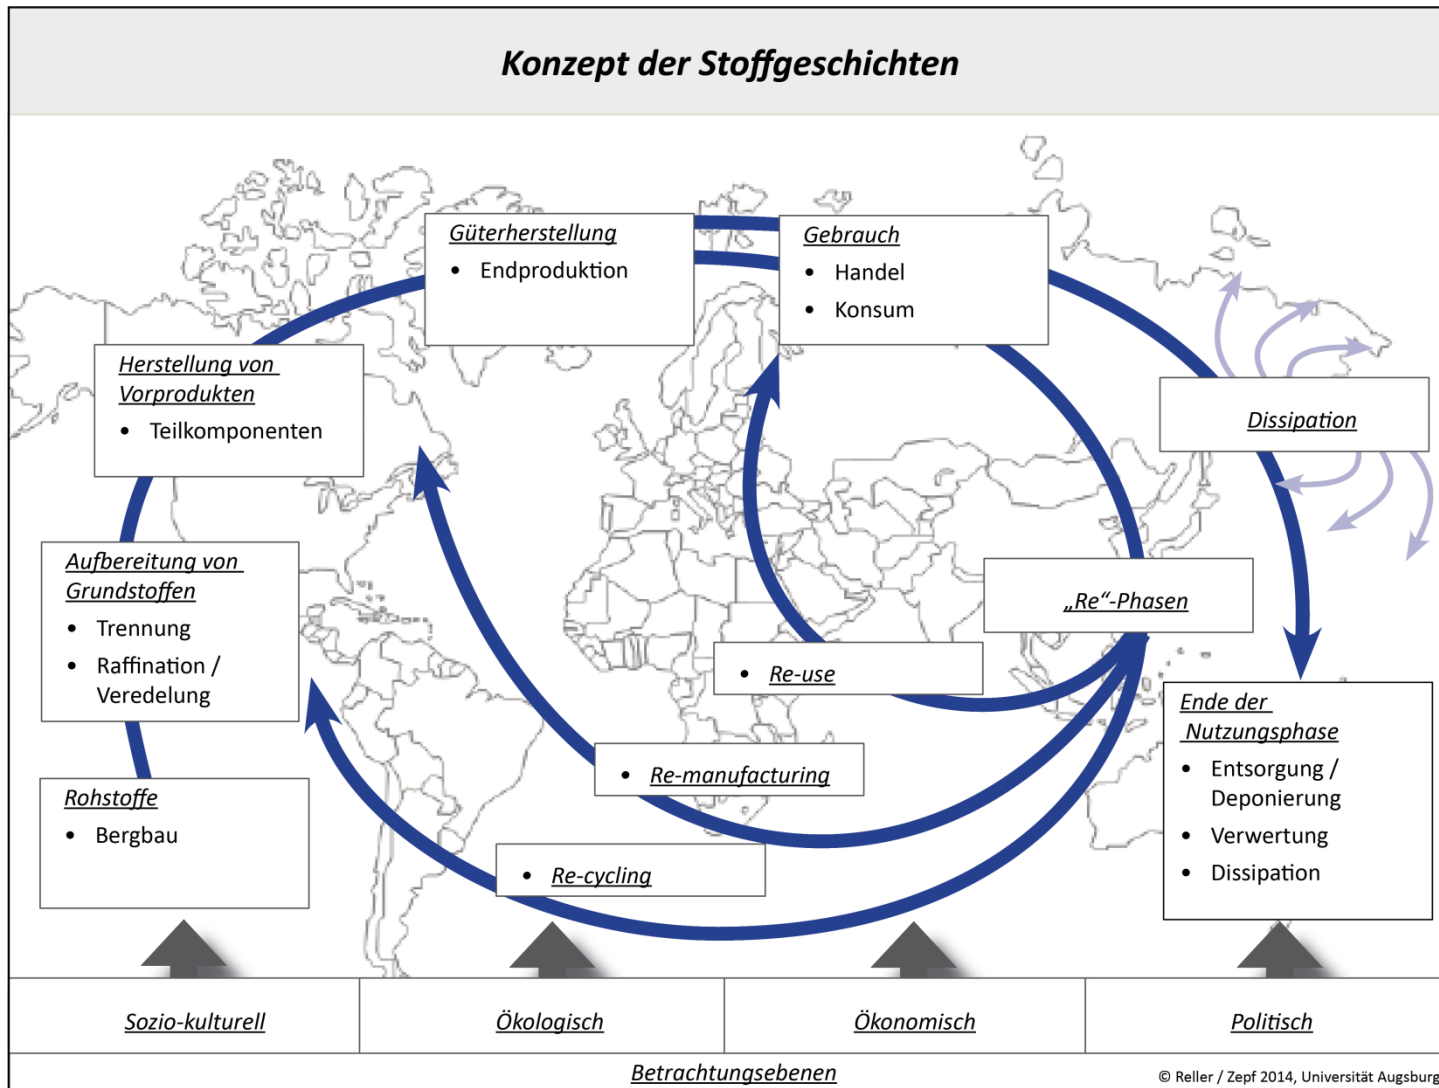 Konzept der Stoffgeschichten
Güterherstellung
• Endproduktion
Gebrauch
• Handel
• Konsum
Herstellung von
Vorprodukten
• Teilkomponenten
Dissipation
Aufbereitung von
Grundstoffen
• Trennung
• Raffination /
Veredelung
„Re“-Phasen
• Re-use
Ende der
Nutzungsphase
• Entsorgung /
Deponierung
• Verwertung
• Dissipation
• Re-manufacturing
Rohstoffe
• Bergbau
• Re-cycling
Sozio-kulturell
Ökologisch
Ökonomisch
Politisch
Betrachtungsebenen
© Reller / Zepf 2014, Universität Augsburg